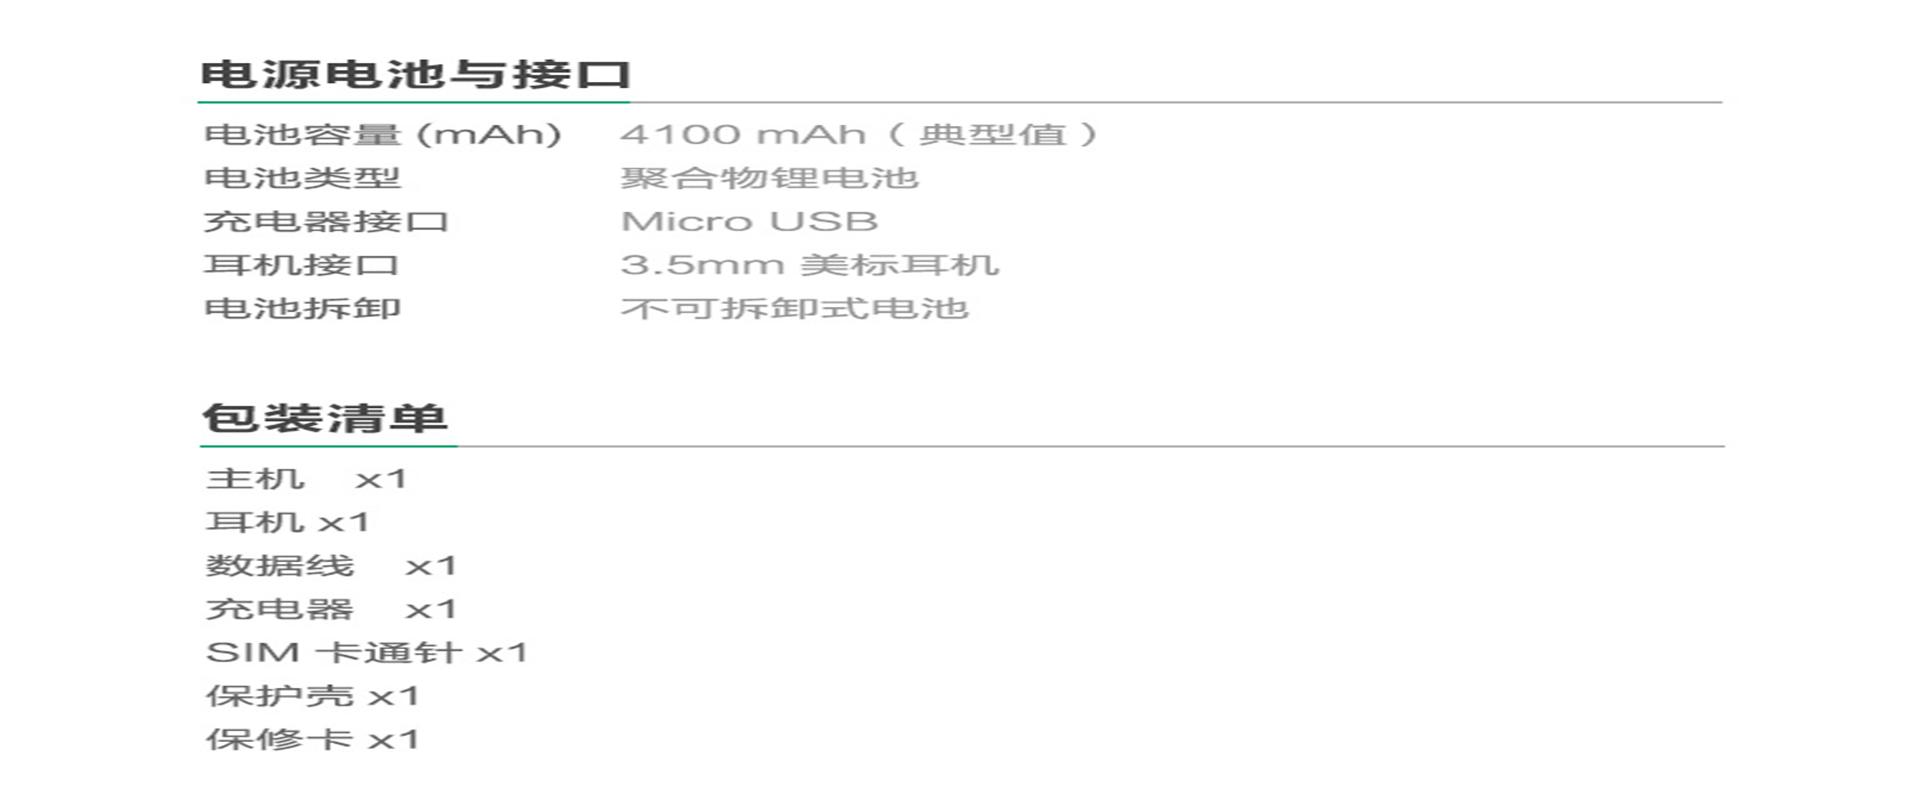 电源电池与接口
电池容量 (mAh) 4100 mAh（典型值）
电池类型 聚合物锂电池
充电器接口 Micro USB
耳机接口 3.5mm 美标耳机
电池拆卸 不可拆卸式电池
包装清单
主机 x1
耳机 x1
数据线 x1
充电器 x1
SIM 卡通针 x1
保护壳 x1
保修卡 x1